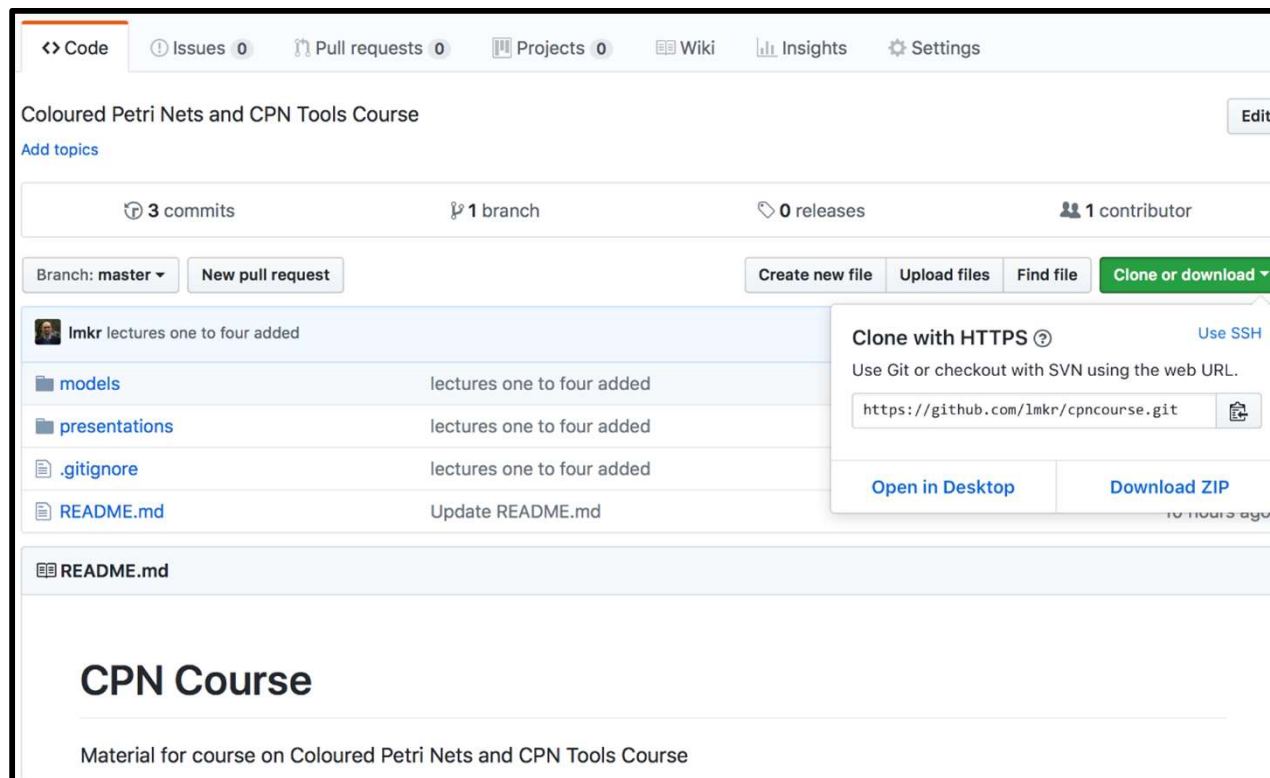 Code Issues 0 Pull requests 0 Projects 0 Wiki Insights Settings
Coloured Petri Nets and CPN Tools Course Edit
Add topics
3 commits 1 branch 0 releases 1 contributor
Branch: master New pull request Create new file Upload files Find file Clone or download
lmkr lectures one to four added
Clone with HTTPS ? Use SSH
Use Git or checkout with SVN using the web URL.
https://github.com/lmkr/cpncourse.git
Open in Desktop Download ZIP
models lectures one to four added
presentations lectures one to four added
.gitignore lectures one to four added
README.md Update README.md hours ago
README.md
CPN Course
Material for course on Coloured Petri Nets and CPN Tools Course